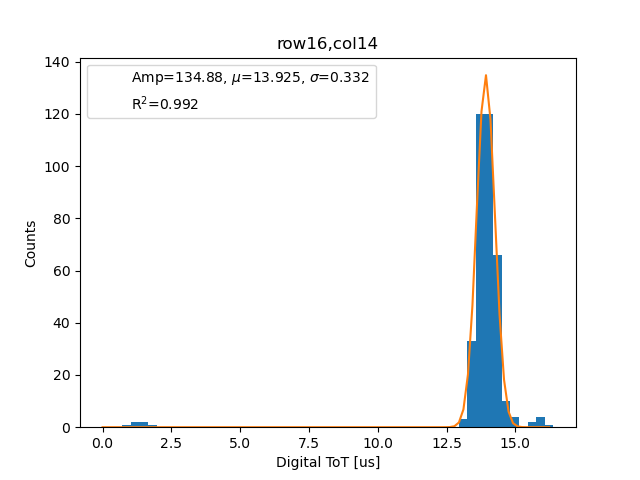 row16,col14
Amp=134.88, μ=13.925, σ=0.332
R²=0.992
140
120
100
80
60
40
20
0
Counts
0.0 2.5 5.0 7.5 10.0 12.5 15.0
Digital ToT [us]